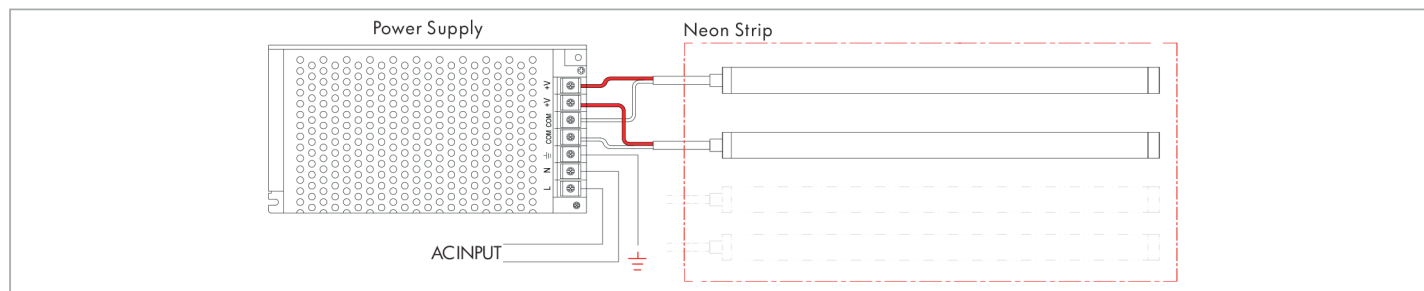 Power Supply
Neon Strip
+V
+V
COM
COM
N
L
ACINPUT